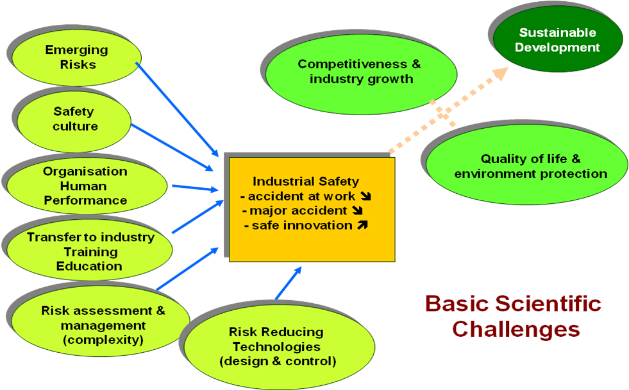 Emerging
Risks
Safety
culture
Organisation
Human
Performance
Transfer to industry
Training
Education
Risk assessment &
management
(complexity)
Risk Reducing
Technologies
(design & control)
Industrial Safety
- accident at work ↘
- major accident ↘
- safe innovation ↗
Competitiveness &
industry growth
Sustainable
Development
Quality of life &
environment protection
Basic Scientific
Challenges